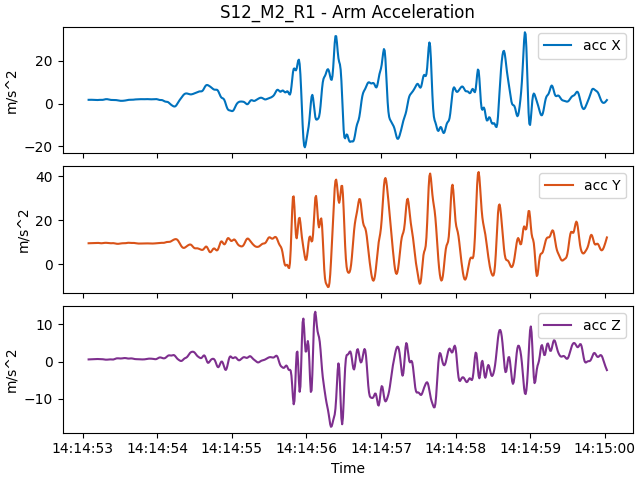 S12_M2_R1 - Arm Acceleration
acc X
20
0
−20
m/s^2
acc Y
40
20
0
m/s^2
acc Z
10
0
−10
m/s^2
14:14:53 14:14:54 14:14:55 14:14:56 14:14:57 14:14:58 14:14:59 14:15:00
Time